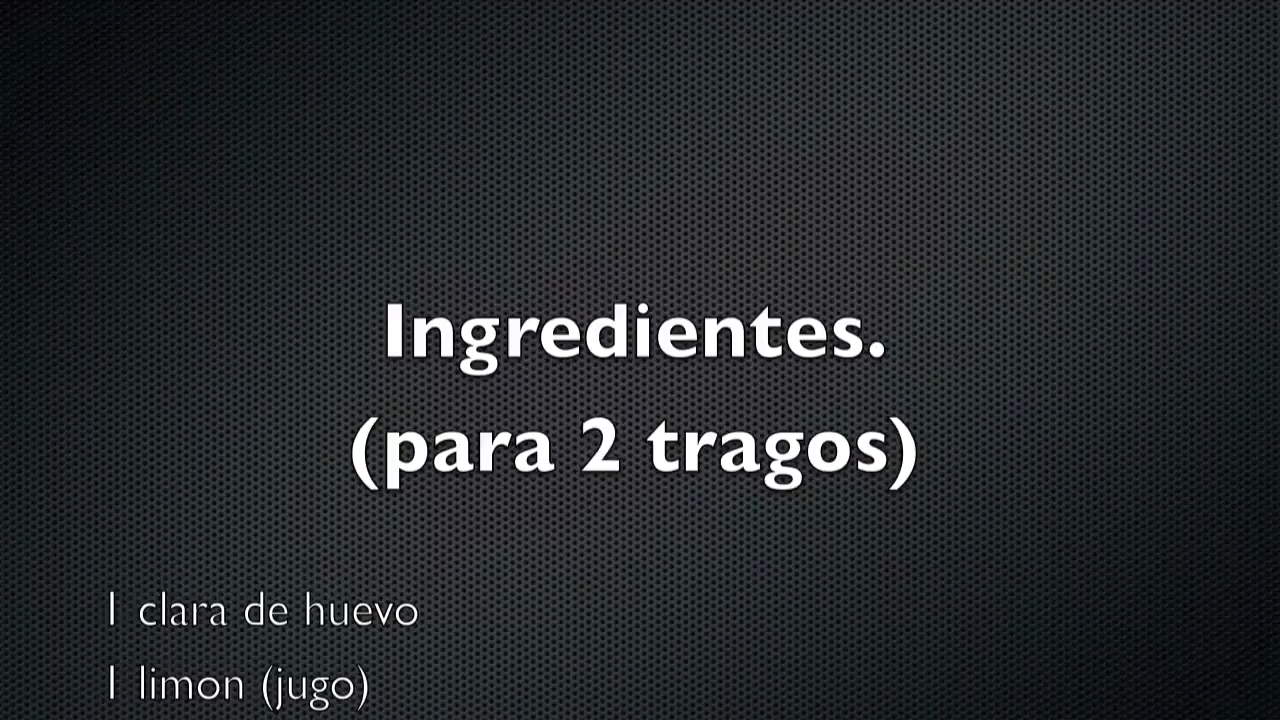 Ingredientes.
(para 2 tragos)
1 clara de huevo
1 limon (jugo)